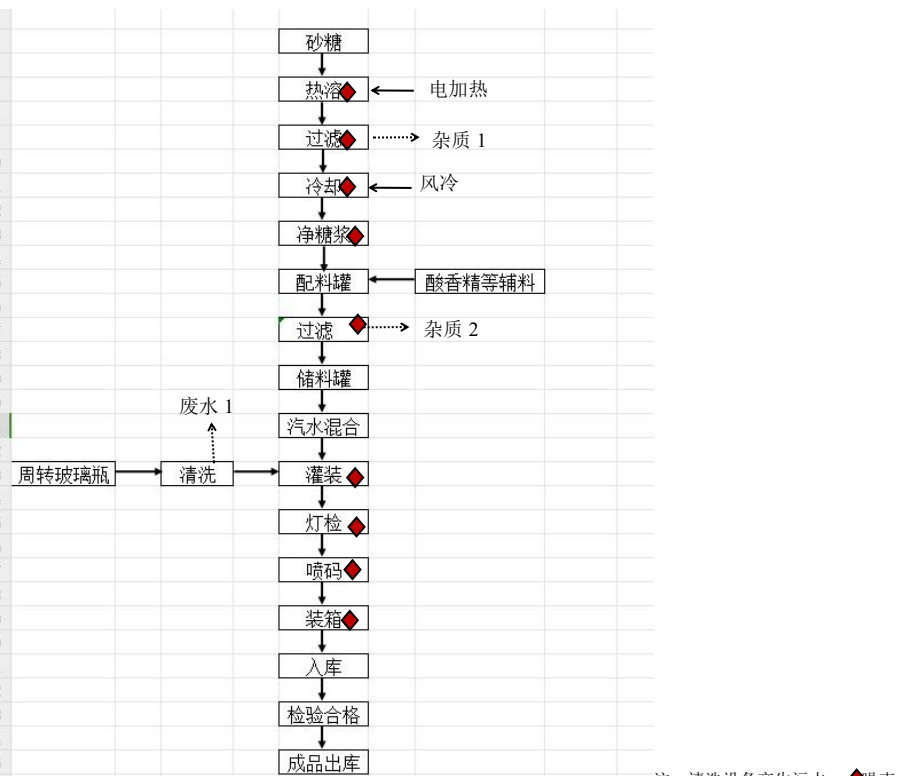 砂糖
热溶
电加热
过滤
杂质 1
冷却
风冷
净糖浆
配料罐
酸香精等辅料
过滤
杂质 2
储料罐
废水 1
汽水混合
周转玻璃瓶
清洗
灌装
灯检
喷码
装箱
入库
检验合格
成品出库